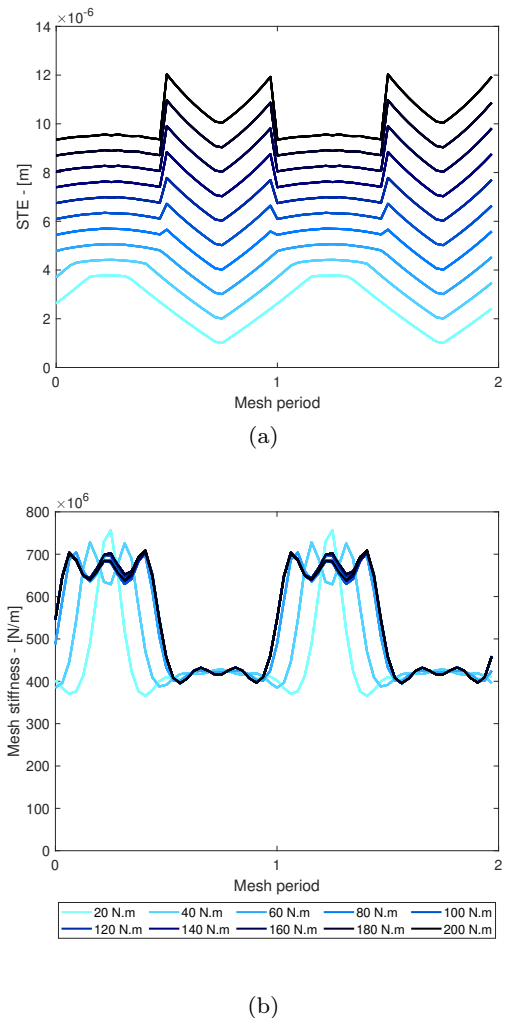 ×10⁻⁶
14
12
10
8
6
4
2
0
STE - [m]
0 1 2
Mesh period
(a)
×10⁶
800
700
600
500
400
300
200
100
0
Mesh stiffness - [N/m]
0 1 2
Mesh period
20 N.m 40 N.m 60 N.m 80 N.m 100 N.m
120 N.m 140 N.m 160 N.m 180 N.m 200 N.m
(b)